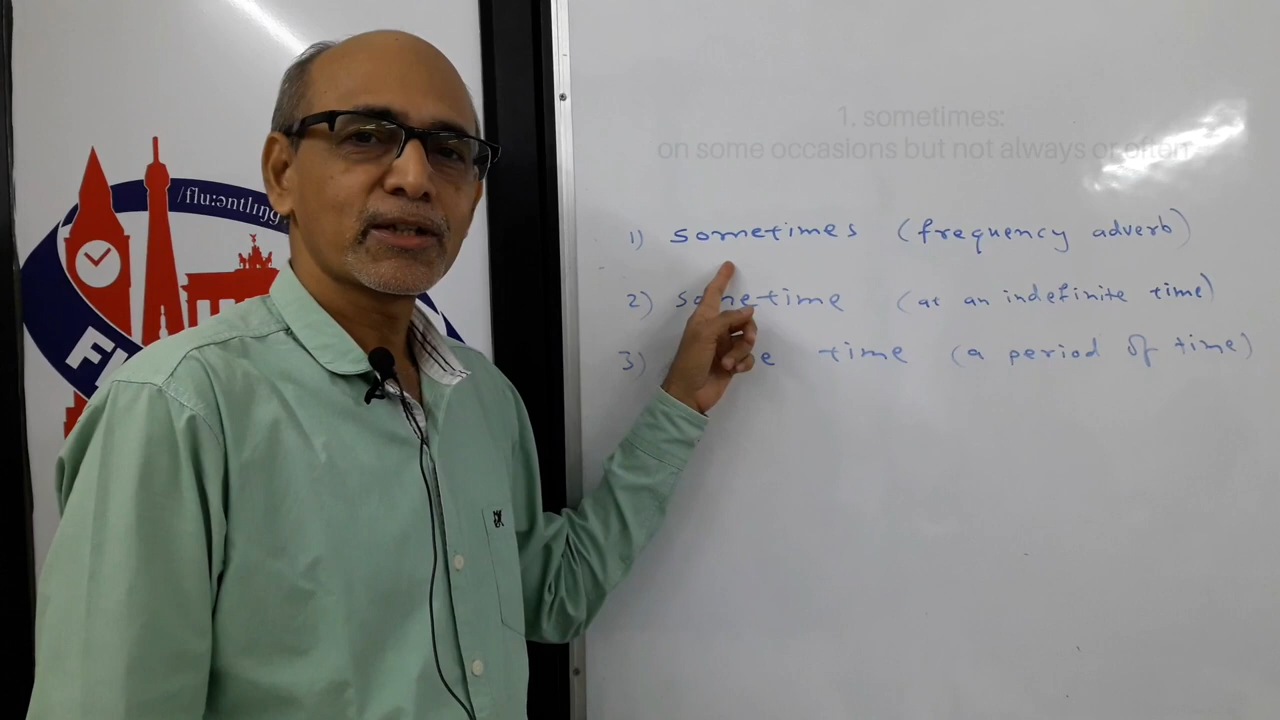 /flu:əntlɪŋg
1. sometimes:
on some occasions but not always or often
1) sometimes (frequency adverb)
2) sometime (at an indefinite time)
3) time (a period of time)